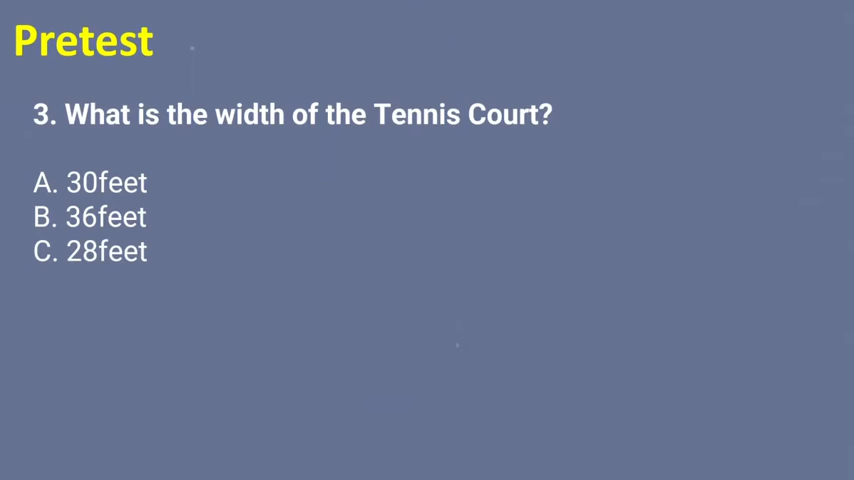 Pretest
3. What is the width of the Tennis Court?
A. 30feet
B. 36feet
C. 28feet